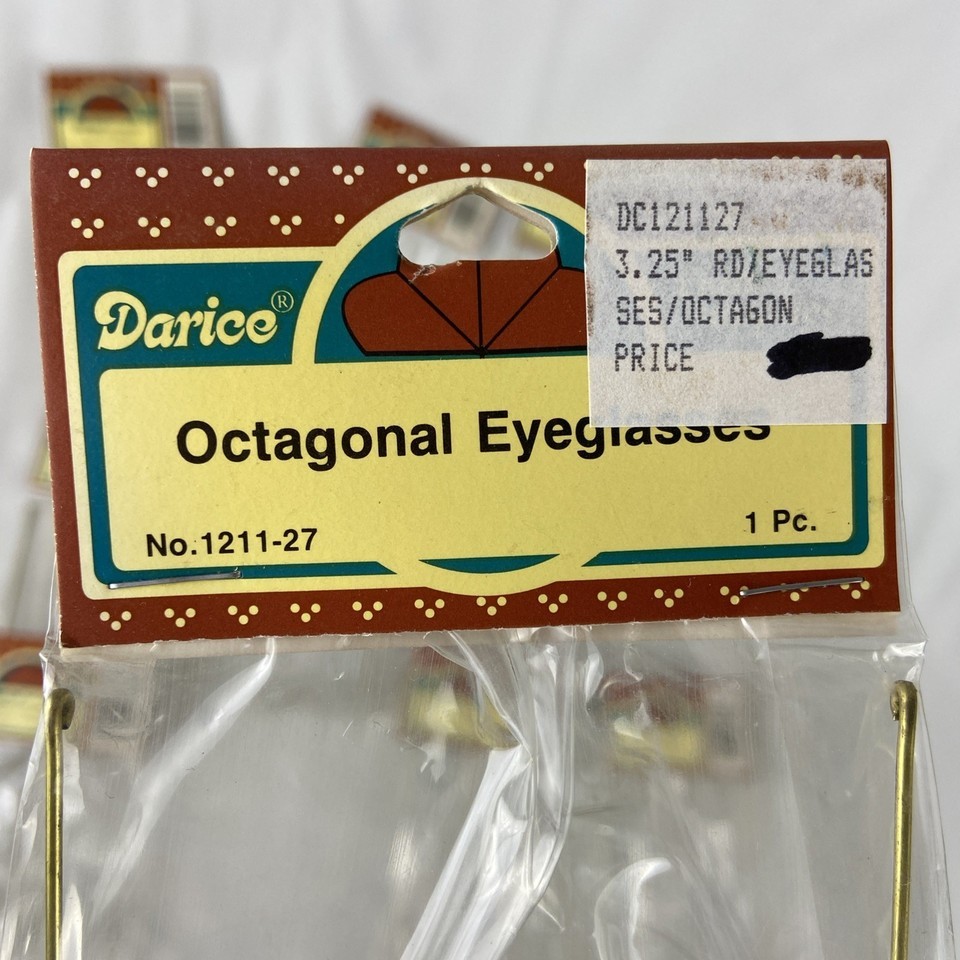 DC121127
3.25" RD/EYEGLAS
SES/OCTAGON
PRICE
Darice®
Octagonal Eyeglasses
No.1211-27
1 Pc.